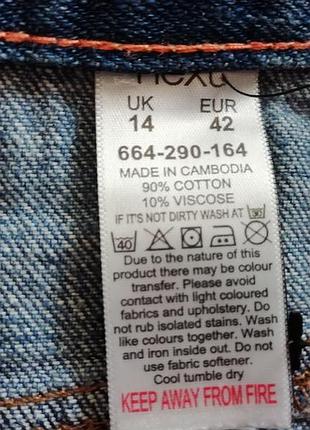 next
UK EUR
14 42
664-290-164
MADE IN CAMBODIA
90% COTTON
10% VISCOSE
IF IT'S NOT DIRTY WASH AT 30
40
Due to the nature of this
product there may be colour
transfer. Please avoid
contact with light coloured
fabrics and upholstery. Do
not rub isolated stains. Wash
like colours together. Wash
and iron inside out. Do not
use fabric softener.
Cool tumble dry
KEEP AWAY FROM FIRE